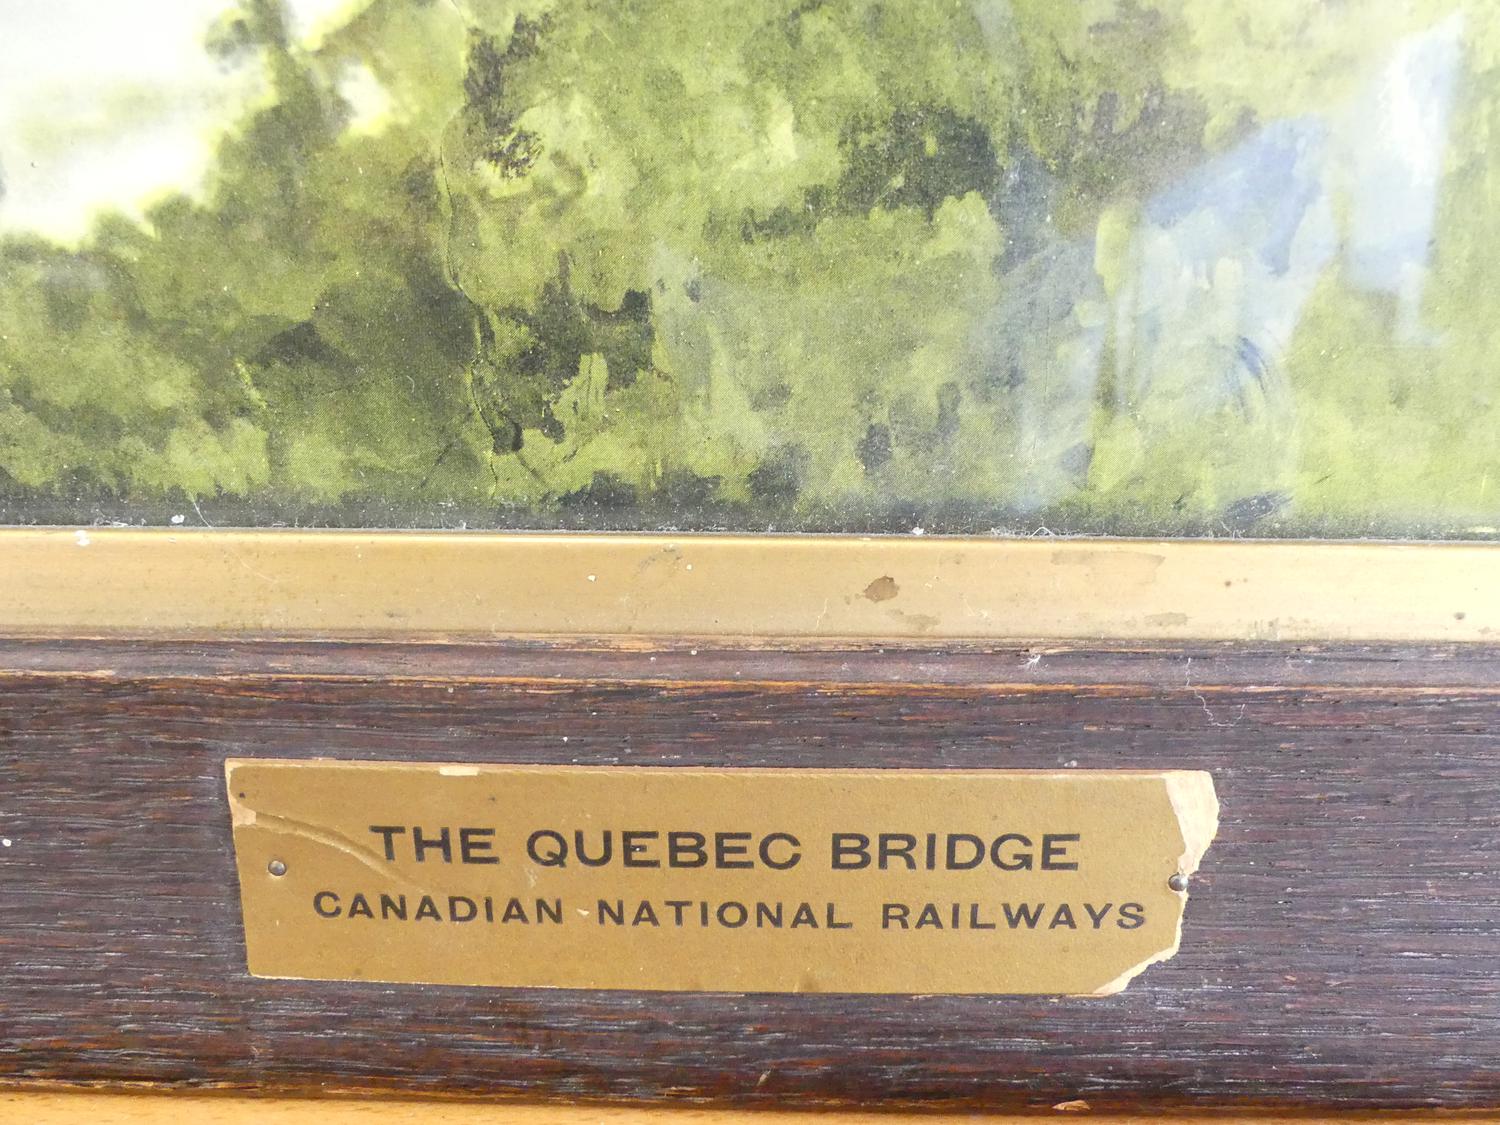 THE QUEBEC BRIDGE
CANADIAN NATIONAL RAILWAYS